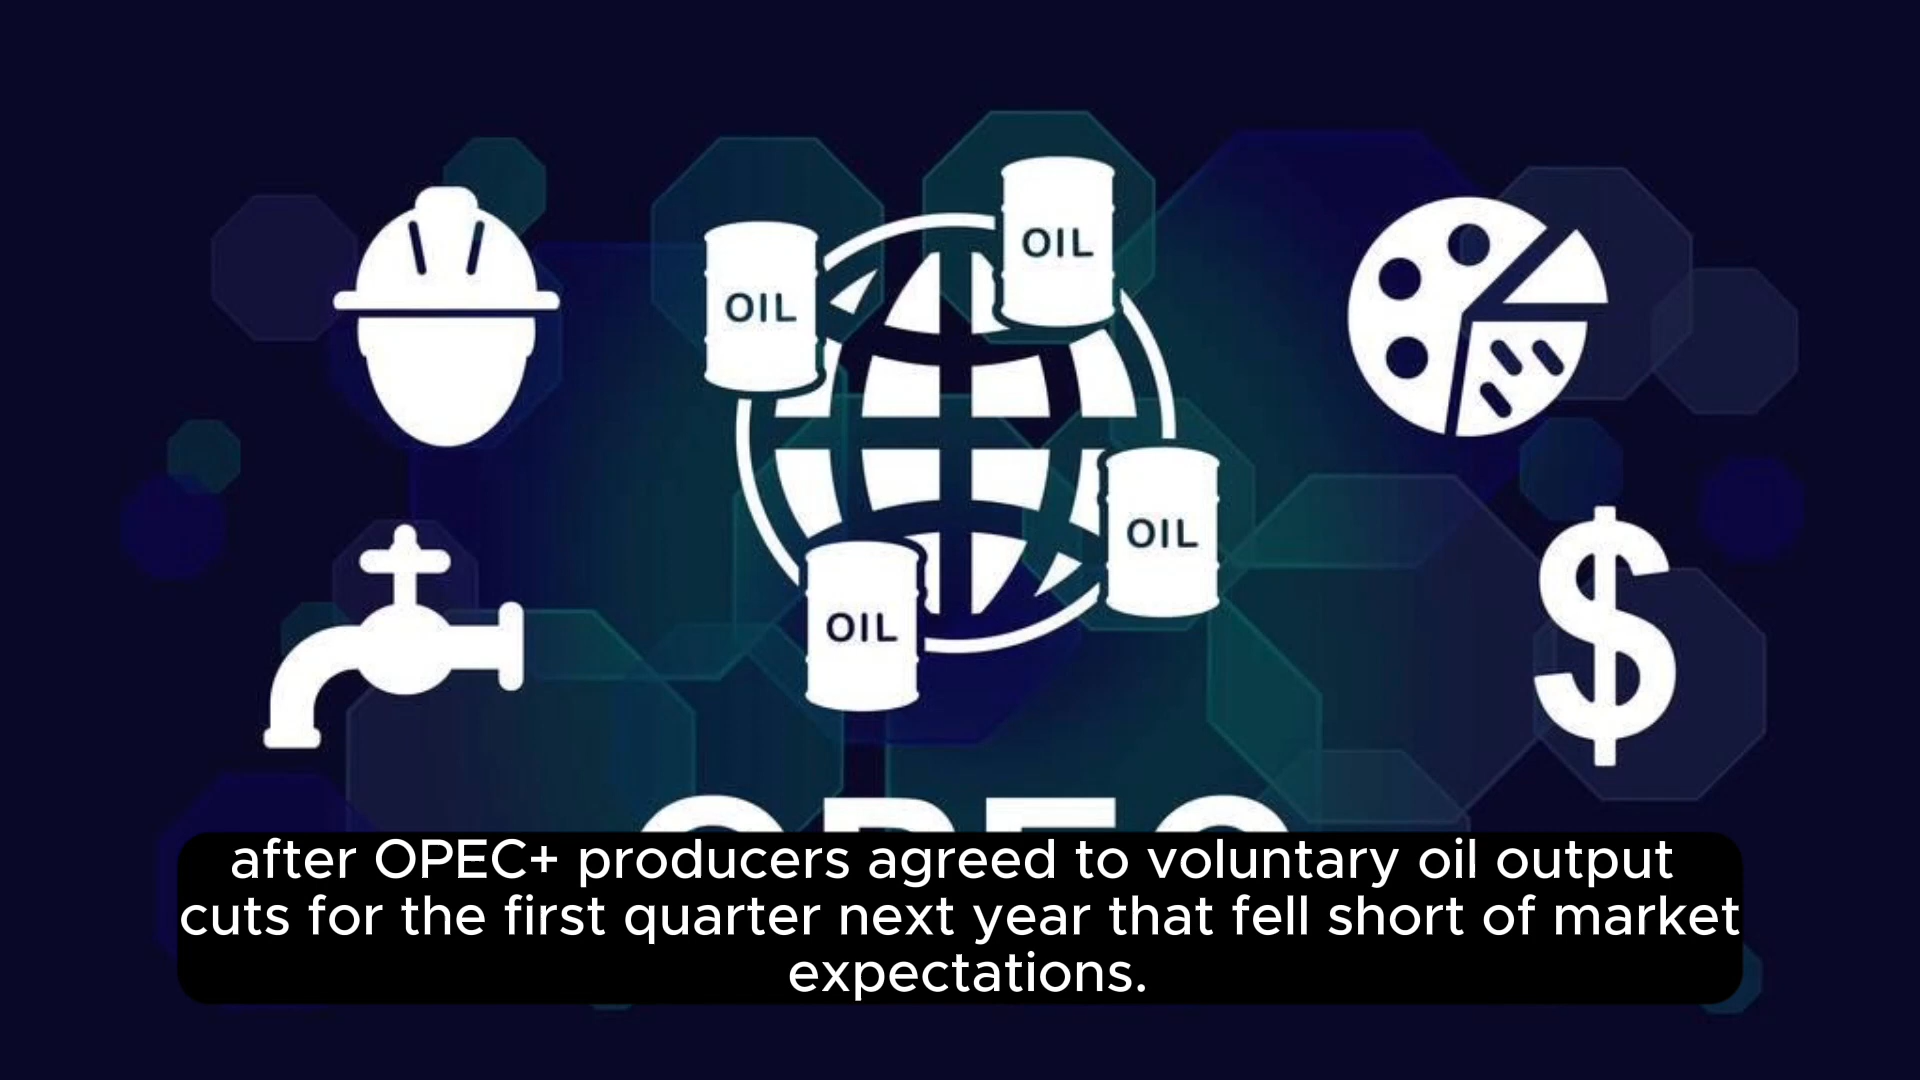 OIL
OIL
OIL
OIL
OPEC
after OPEC+ producers agreed to voluntary oil output
cuts for the first quarter next year that fell short of market
expectations.